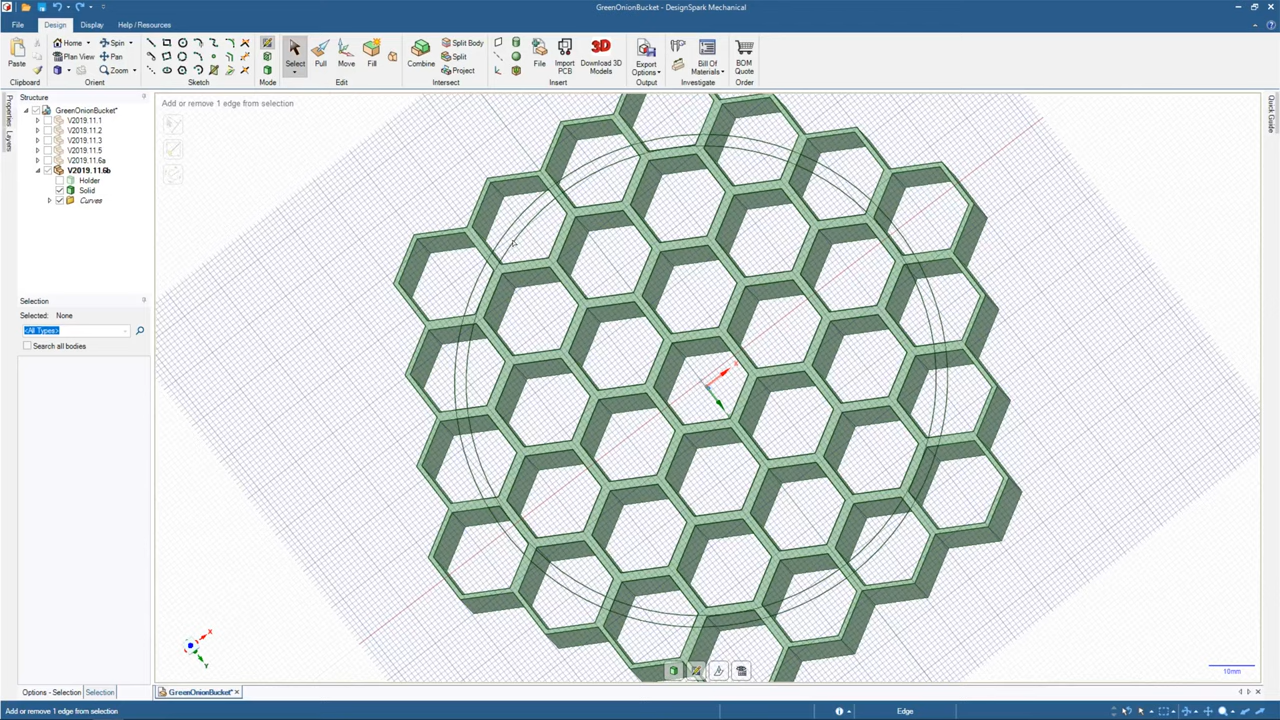 GreenOnionBucket - DesignSpark Mechanical
File
Design
Display
Help / Resources
Paste
Home
Plan View
Spin
Pan
Zoom
Select
Pull
Move
Fill
Combine
Split Body
Split
Project
File
Import PCB
3D
Download 3D Models
Export Options
Bill Of Materials
BOM Quote
Clipboard
Orient
Sketch
Mode
Edit
Intersect
Insert
Output
Investigate
Order
Structure
Properties
Layers
GreenOnionBucket*
V2019.11.1
V2019.11.2
V2019.11.3
V2019.11.5
V2019.11.6a
V2019.11.6b
Holder
Solid
Curves
Selection
Selected: None
<All Types>
Search all bodies
Add or remove 1 edge from selection
Quick Guide
X
X
Y
10mm
Options - Selection
Selection
GreenOnionBucket*
Add or remove 1 edge from selection
Edge